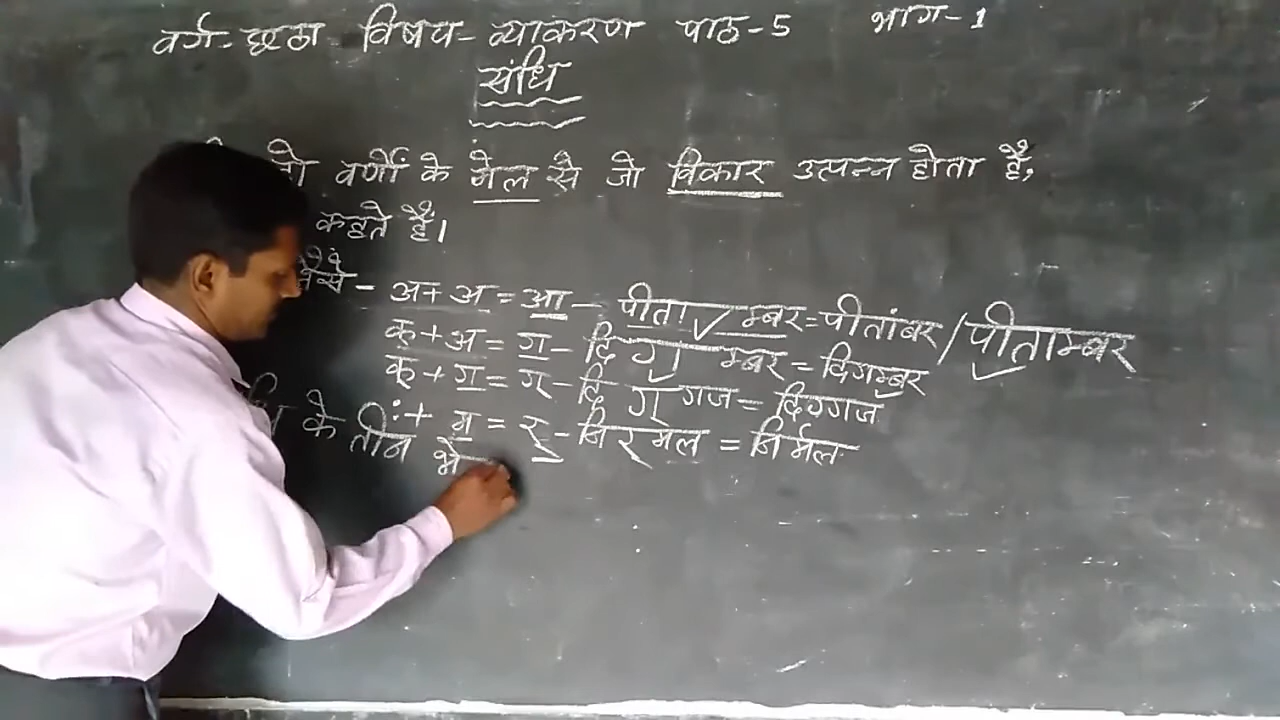 वर्ग-छठा विषय-व्याकरण पाठ-5 भाग-1
संधि
वर्णों के मेल से जो विकार उत्पन्न होता है,
कहते हैं।
जैसे- अ+अ=आ- पीता म्बर=पीतांबर/पीताम्बर
क्+अ=ग- दि ग म्बर=दिगम्बर
क्+ग=ग्- दि ग् गज=दिग्गज
:+म=र्-निर्मल=निर्मल
के तीन भे